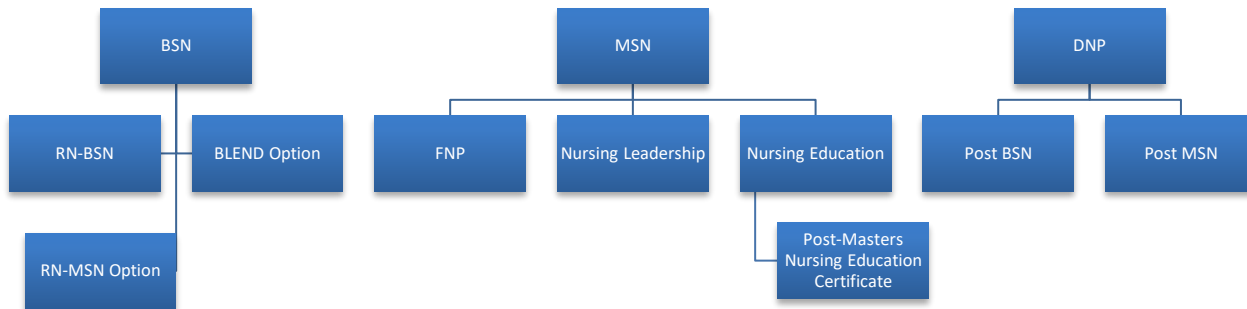 BSN
MSN
DNP
RN-BSN
BLEND Option
FNP
Nursing Leadership
Nursing Education
Post BSN
Post MSN
RN-MSN Option
Post-Masters
Nursing Education
Certificate